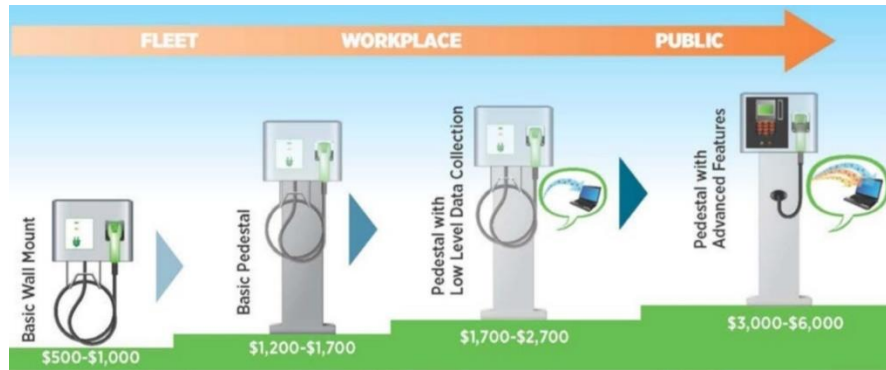 FLEET
WORKPLACE
PUBLIC
Basic Wall Mount
$500-$1,000
Basic Pedestal
$1,200-$1,700
Pedestal with
Low Level Data Collection
$1,700-$2,700
Pedestal with
Advanced Features
$3,000-$6,000